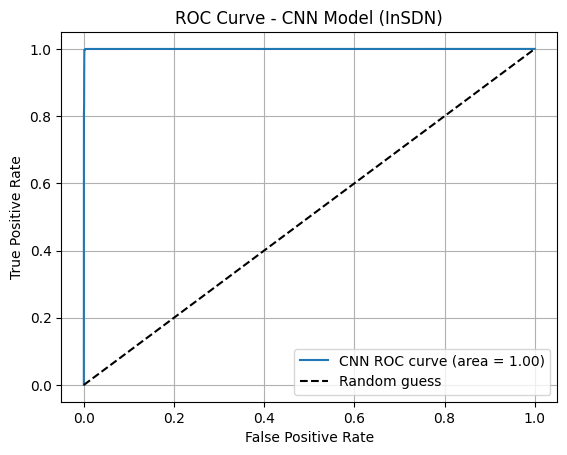 ROC Curve - CNN Model (InSDN)
True Positive Rate
1.0
0.8
0.6
0.4
0.2
0.0
CNN ROC curve (area = 1.00)
Random guess
0.0 0.2 0.4 0.6 0.8 1.0
False Positive Rate